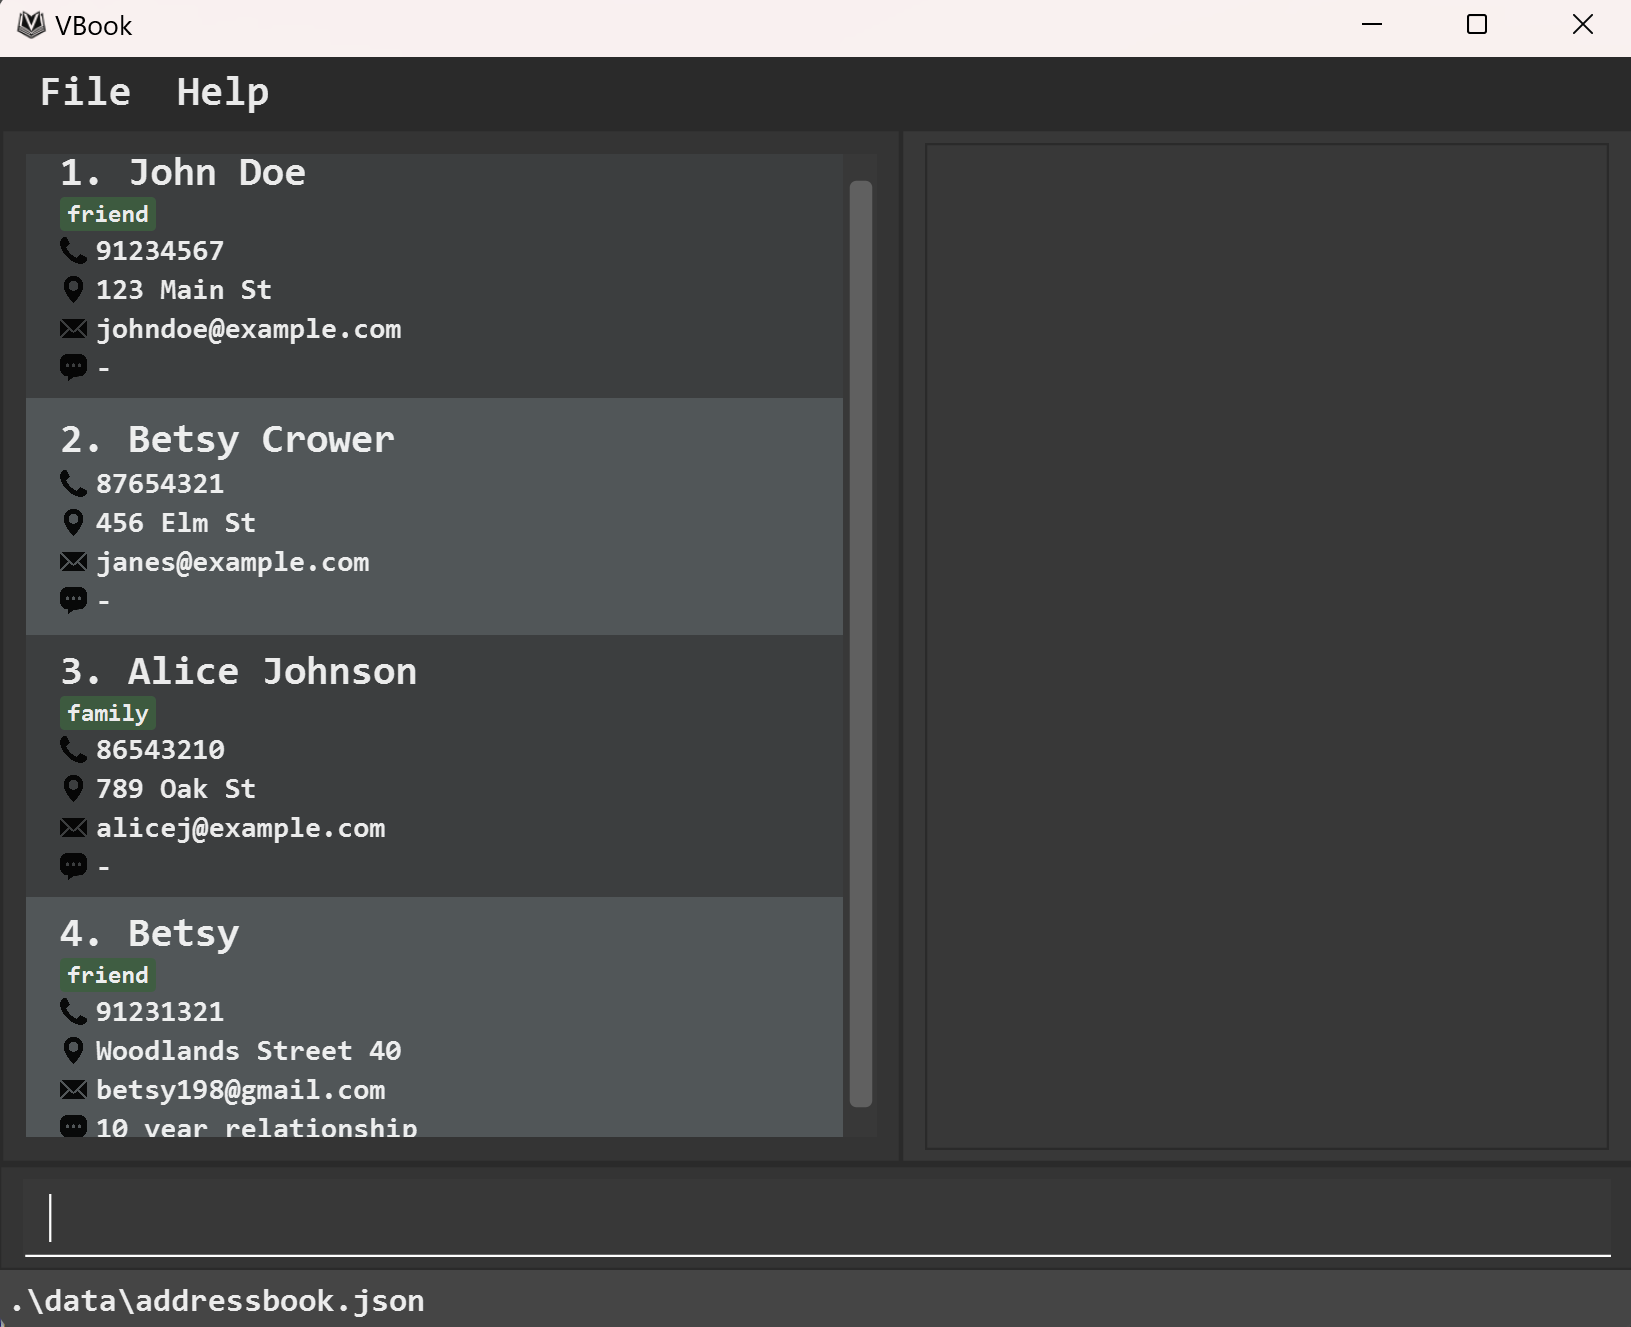 VBook
File Help
1. John Doe
friend
91234567
123 Main St
johndoe@example.com
-
2. Betsy Crower
87654321
456 Elm St
janes@example.com
-
3. Alice Johnson
family
86543210
789 Oak St
alicej@example.com
-
4. Betsy
friend
91231321
Woodlands Street 40
betsy198@gmail.com
10 year relationship
.\data\addressbook.json